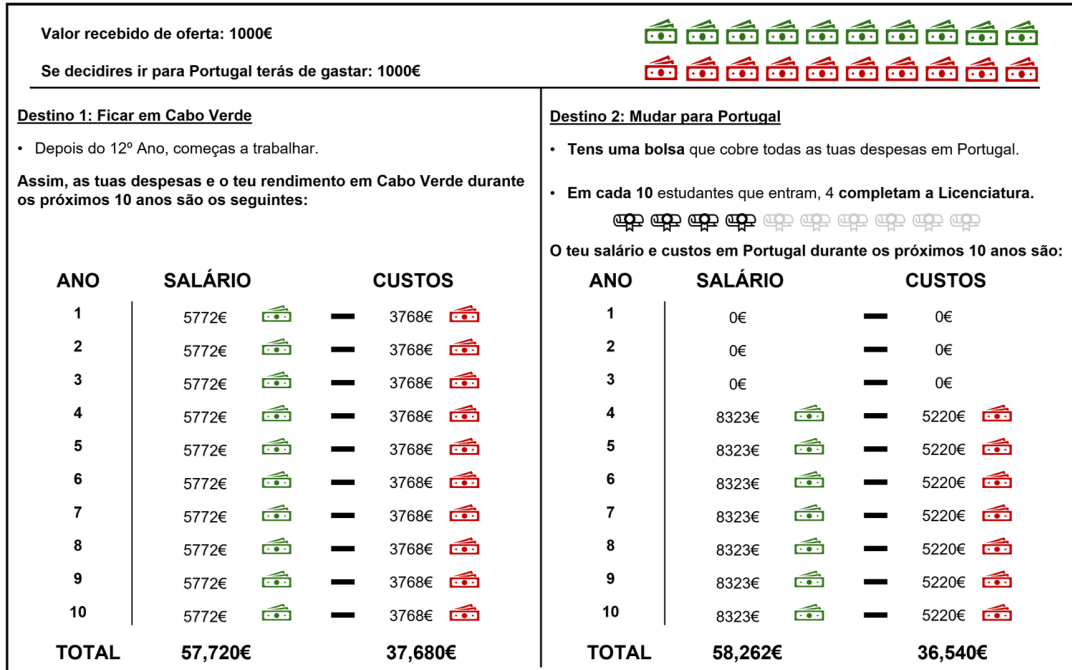 Valor recebido de oferta: 1000€
Se decidires ir para Portugal terás de gastar: 1000€
Destino 1: Ficar em Cabo Verde
• Depois do 12º Ano, começas a trabalhar.
Assim, as tuas despesas e o teu rendimento em Cabo Verde durante
os próximos 10 anos são os seguintes:
ANO SALÁRIO CUSTOS
1 5772€ — 3768€
2 5772€ — 3768€
3 5772€ — 3768€
4 5772€ — 3768€
5 5772€ — 3768€
6 5772€ — 3768€
7 5772€ — 3768€
8 5772€ — 3768€
9 5772€ — 3768€
10 5772€ — 3768€
TOTAL 57,720€ 37,680€
Destino 2: Mudar para Portugal
• Tens uma bolsa que cobre todas as tuas despesas em Portugal.
• Em cada 10 estudantes que entram, 4 completam a Licenciatura.
O teu salário e custos em Portugal durante os próximos 10 anos são:
ANO SALÁRIO CUSTOS
1 0€ — 0€
2 0€ — 0€
3 0€ — 0€
4 8323€ — 5220€
5 8323€ — 5220€
6 8323€ — 5220€
7 8323€ — 5220€
8 8323€ — 5220€
9 8323€ — 5220€
10 8323€ — 5220€
TOTAL 58,262€ 36,540€